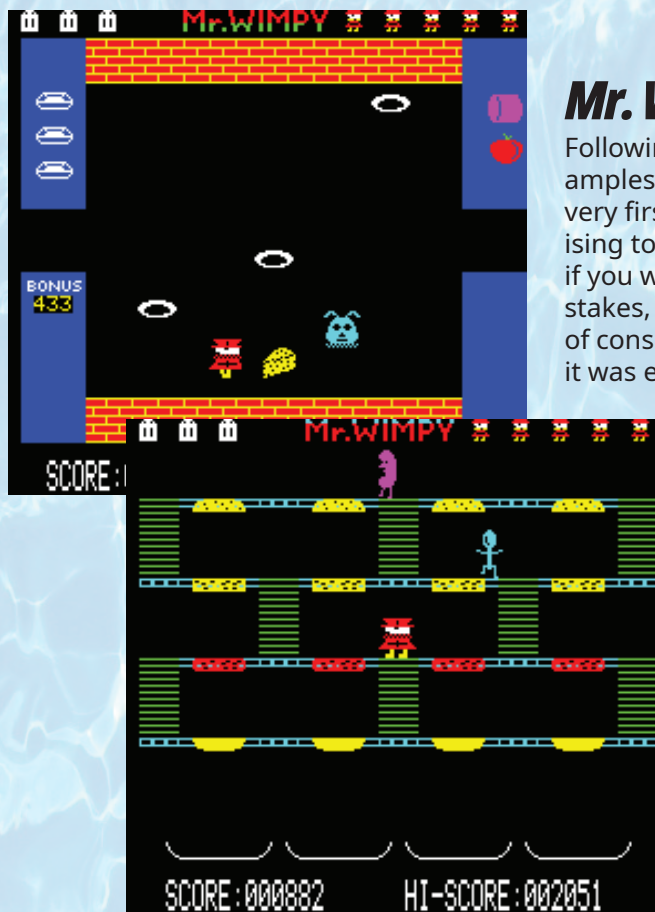 Mr.WIMPY
BONUS
433
SCORE:
Mr.
Following
amples
very firs
ising to
if you w
stakes,
of cons
it was e
Mr.WIMPY
SCORE:000882 HI-SCORE:002051